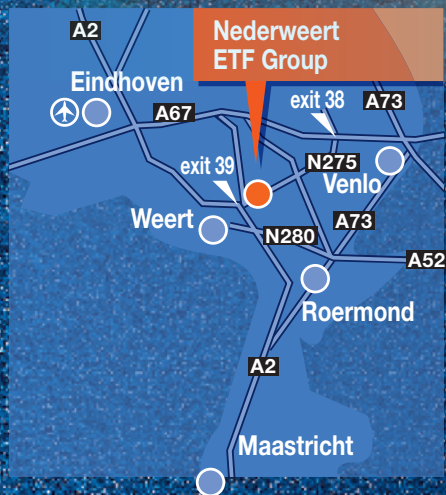 A2
Nederweert
ETF Group
Eindhoven
exit 38
A73
A67
exit 39
N275
Venlo
Weert
A73
N280
A52
Roermond
A2
Maastricht